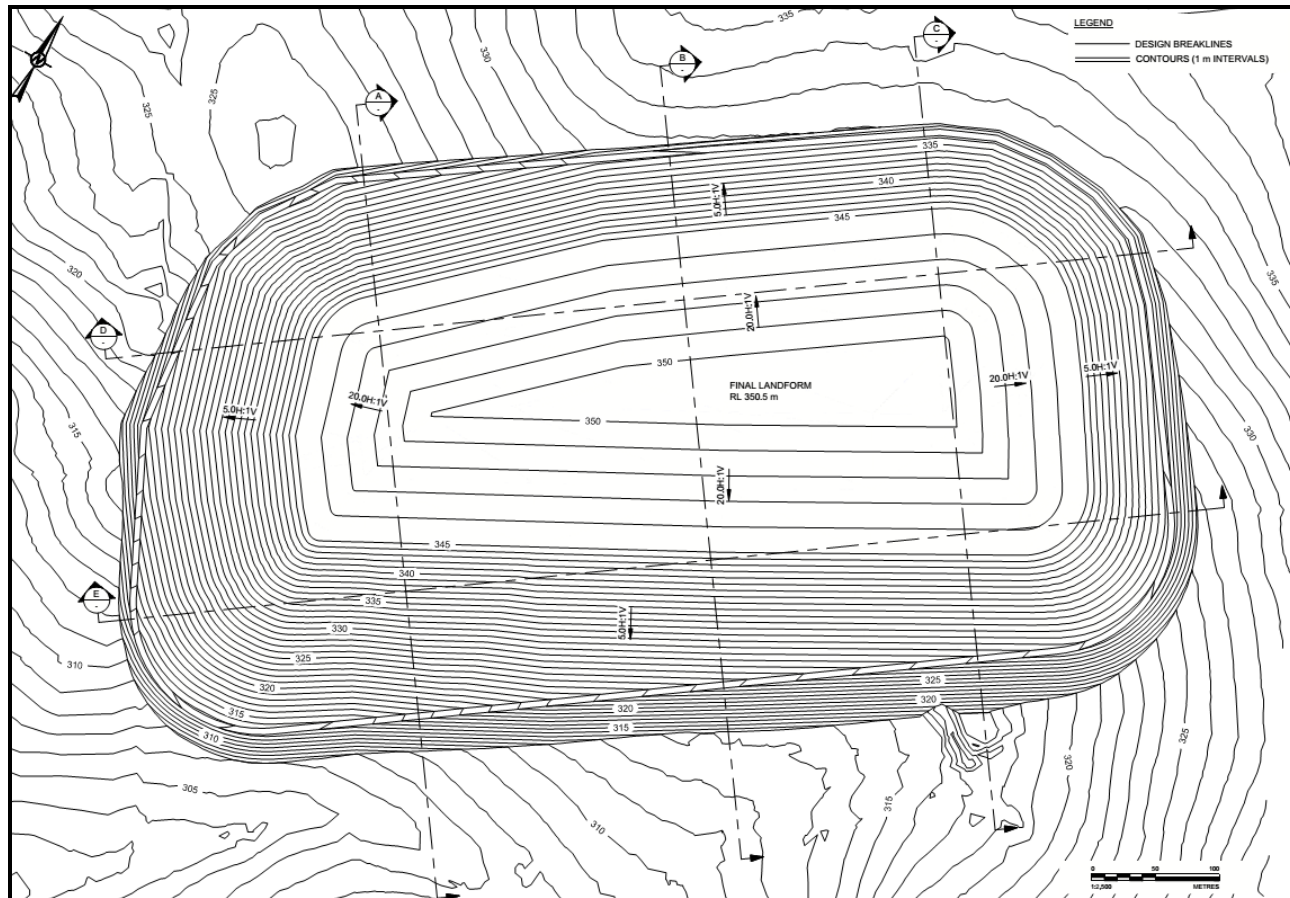 LEGEND
DESIGN BREAKLINES
CONTOURS (1 m INTERVALS)
335
C
-
B
-
A
-
330
325
325
335
340
5.0H:1V
345
335
320
D
-
20.0H:1V
350
FINAL LANDFORM
RL 350.5 m
20.0H:1V
5.0H:1V
20.0H:1V
5.0H:1V
350
315
330
20.0H:1V
345
340
E
-
335
5.0H:1V
330
325
320
315
310
310
325
320
320
315
325
320
315
305
310
0 50 100
1:2,500 METRES